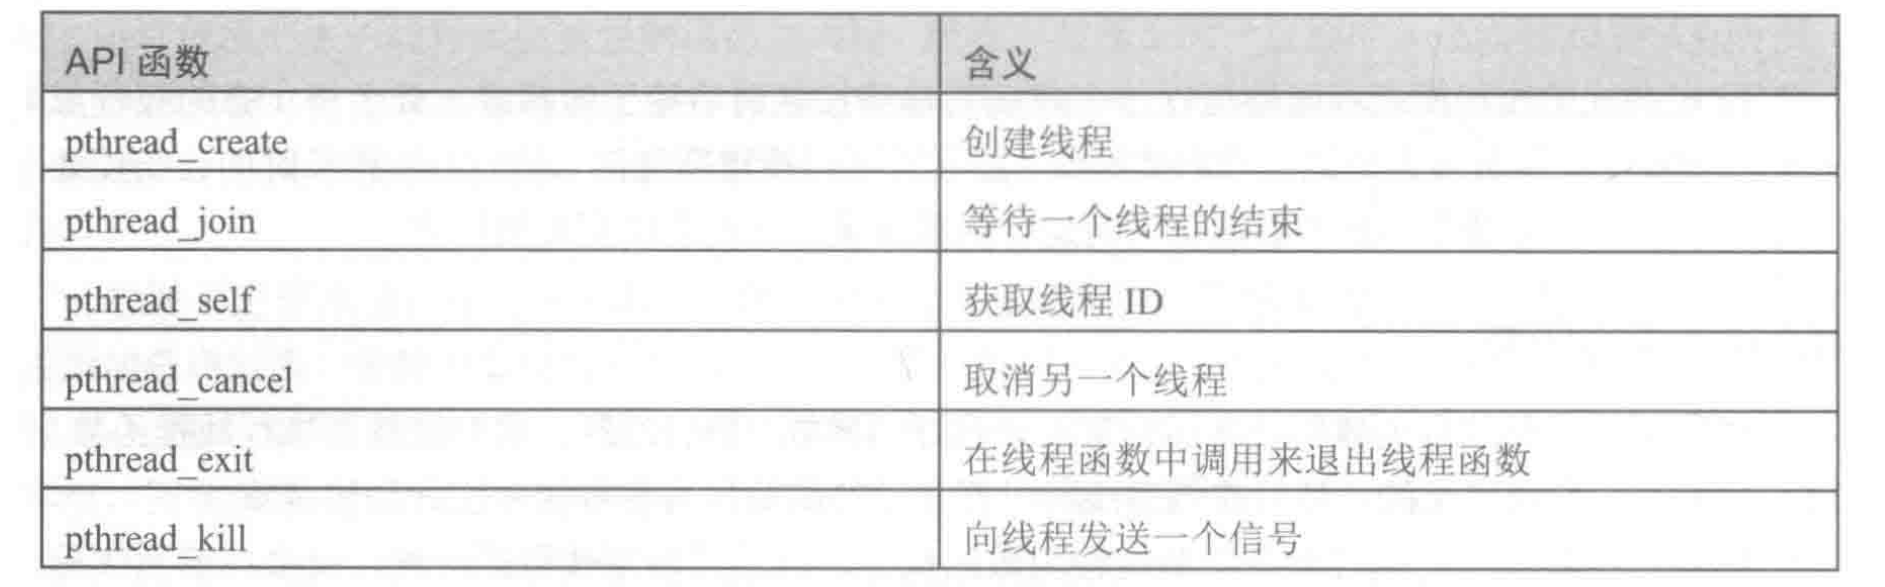 API 函数 含义
pthread_create 创建线程
pthread_join 等待一个线程的结束
pthread_self 获取线程 ID
pthread_cancel 取消另一个线程
pthread_exit 在线程函数中调用来退出线程函数
pthread_kill 向线程发送一个信号